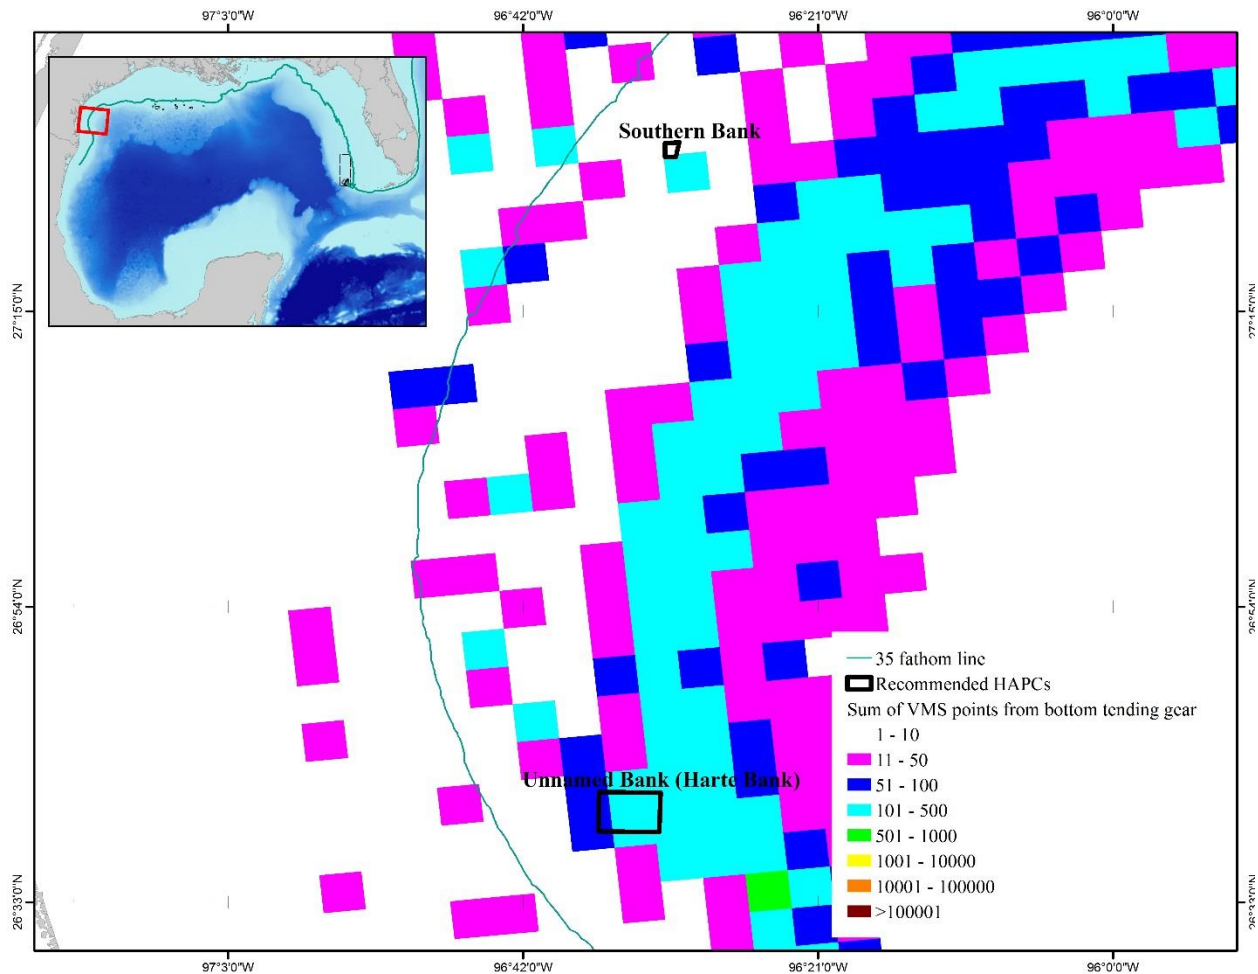 97°3'0"W 96°42'0"W 96°21'0"W 96°0'0"W
Southern Bank
27°15'0"N 27°15'0"N
26°54'0"N 26°54'0"N
35 fathom line
Recommended HAPCs
Sum of VMS points from bottom tending gear
1 - 10
11 - 50
51 - 100
101 - 500
501 - 1000
1001 - 10000
10001 - 100000
>100001
Unnamed Bank (Harte Bank)
26°33'0"N 26°33'0"N
97°3'0"W 96°42'0"W 96°21'0"W 96°0'0"W